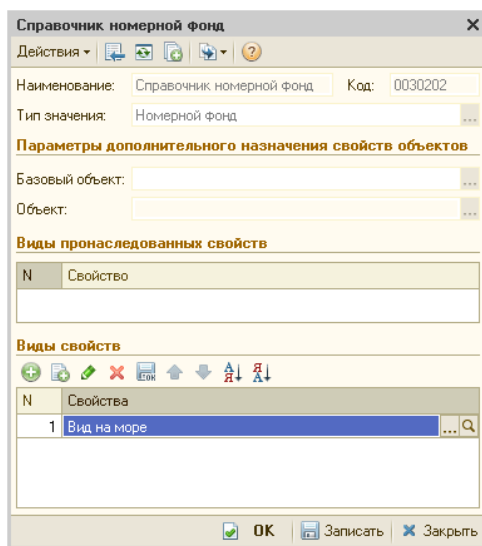 Справочник номерной фонд
Действия
Наименование: Справочник номерной фонд Код: 0030202
Тип значения: Номерной фонд ...
Параметры дополнительного назначения свойств объектов
Базовый объект: ...
Объект: ...
Виды пронаследованных свойств
N Свойство
Виды свойств
N Свойства
1 Вид на море ...
OK Записать Закрыть